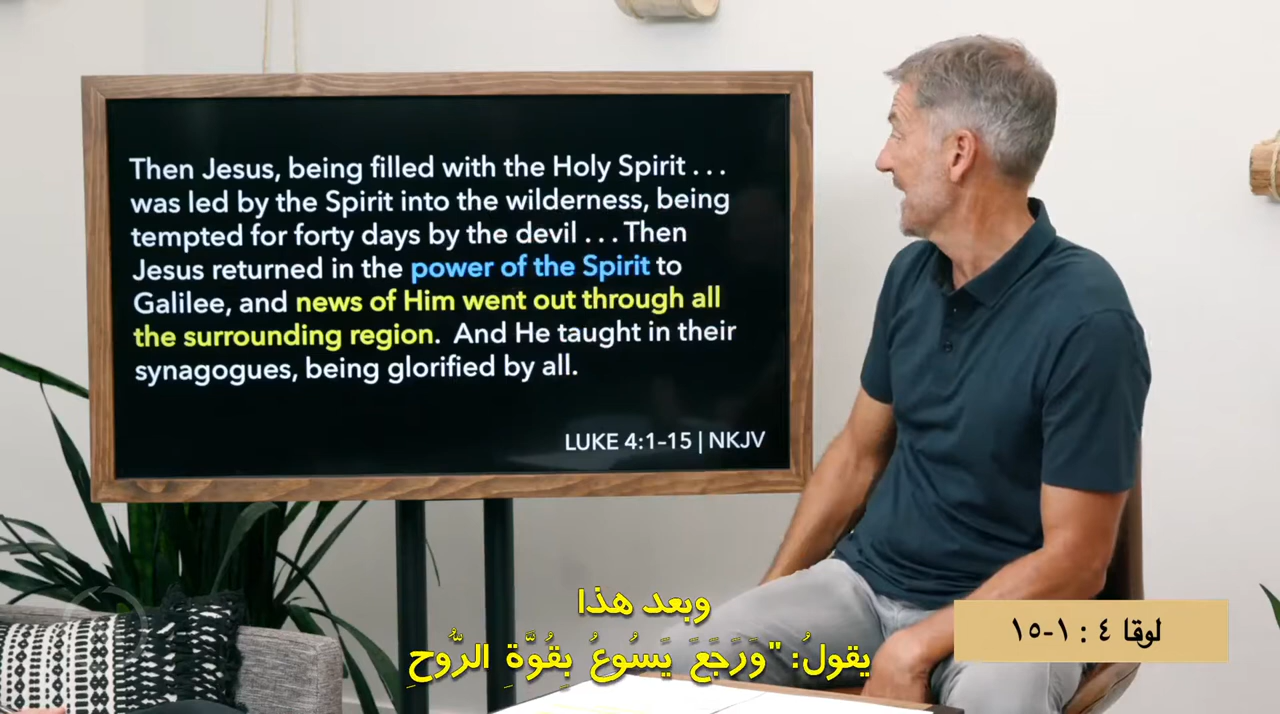 Then Jesus, being filled with the Holy Spirit . . .
was led by the Spirit into the wilderness, being
tempted for forty days by the devil . . . Then
Jesus returned in the power of the Spirit to
Galilee, and news of Him went out through all
the surrounding region. And He taught in their
synagogues, being glorified by all.
LUKE 4:1–15 | NKJV
وبعد هذا
يقولُ: "وَرَجَعَ يَسُوعُ بِقُوَّةِ الرُّوحِ
لوقا ٤ : ١-١٥